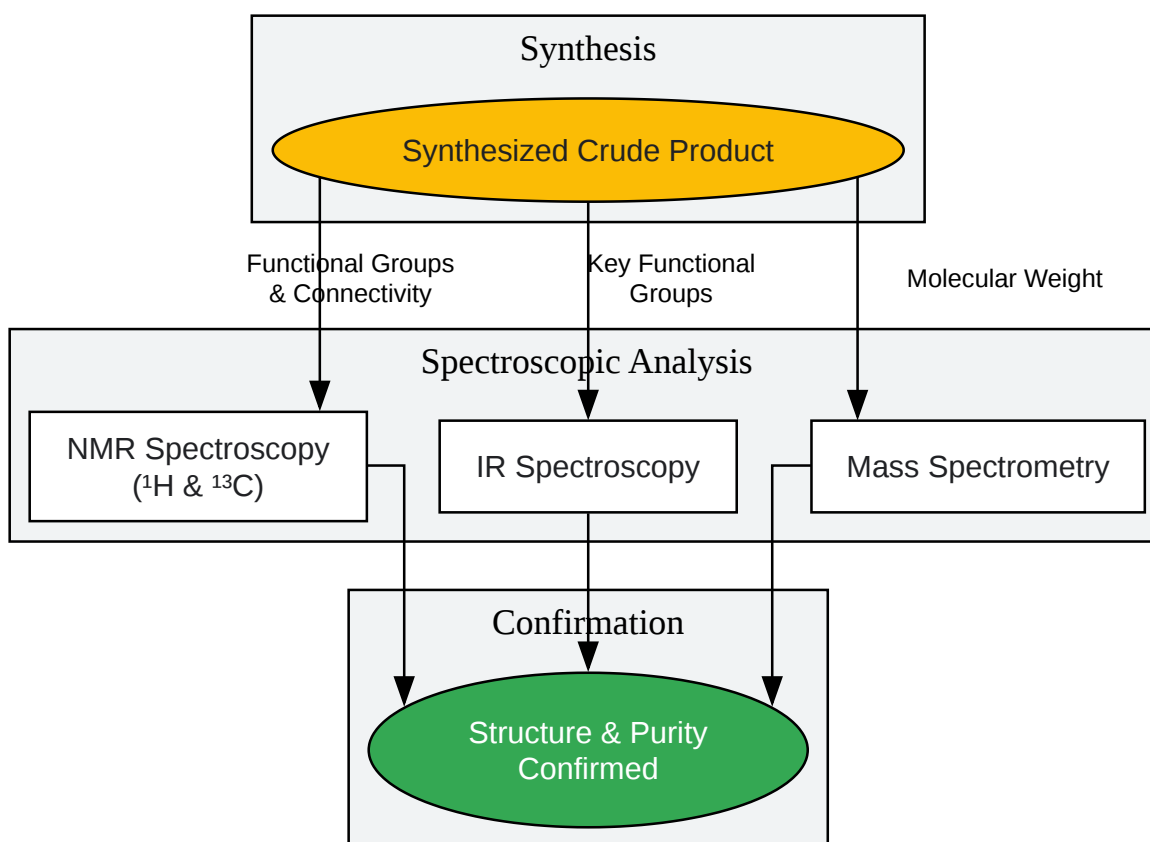 Synthesis
Synthesized Crude Product
Functional Groups
& Connectivity
Key Functional
Groups
Molecular Weight
Spectroscopic Analysis
NMR Spectroscopy
(¹H & ¹³C)
IR Spectroscopy
Mass Spectrometry
Confirmation
Structure & Purity
Confirmed